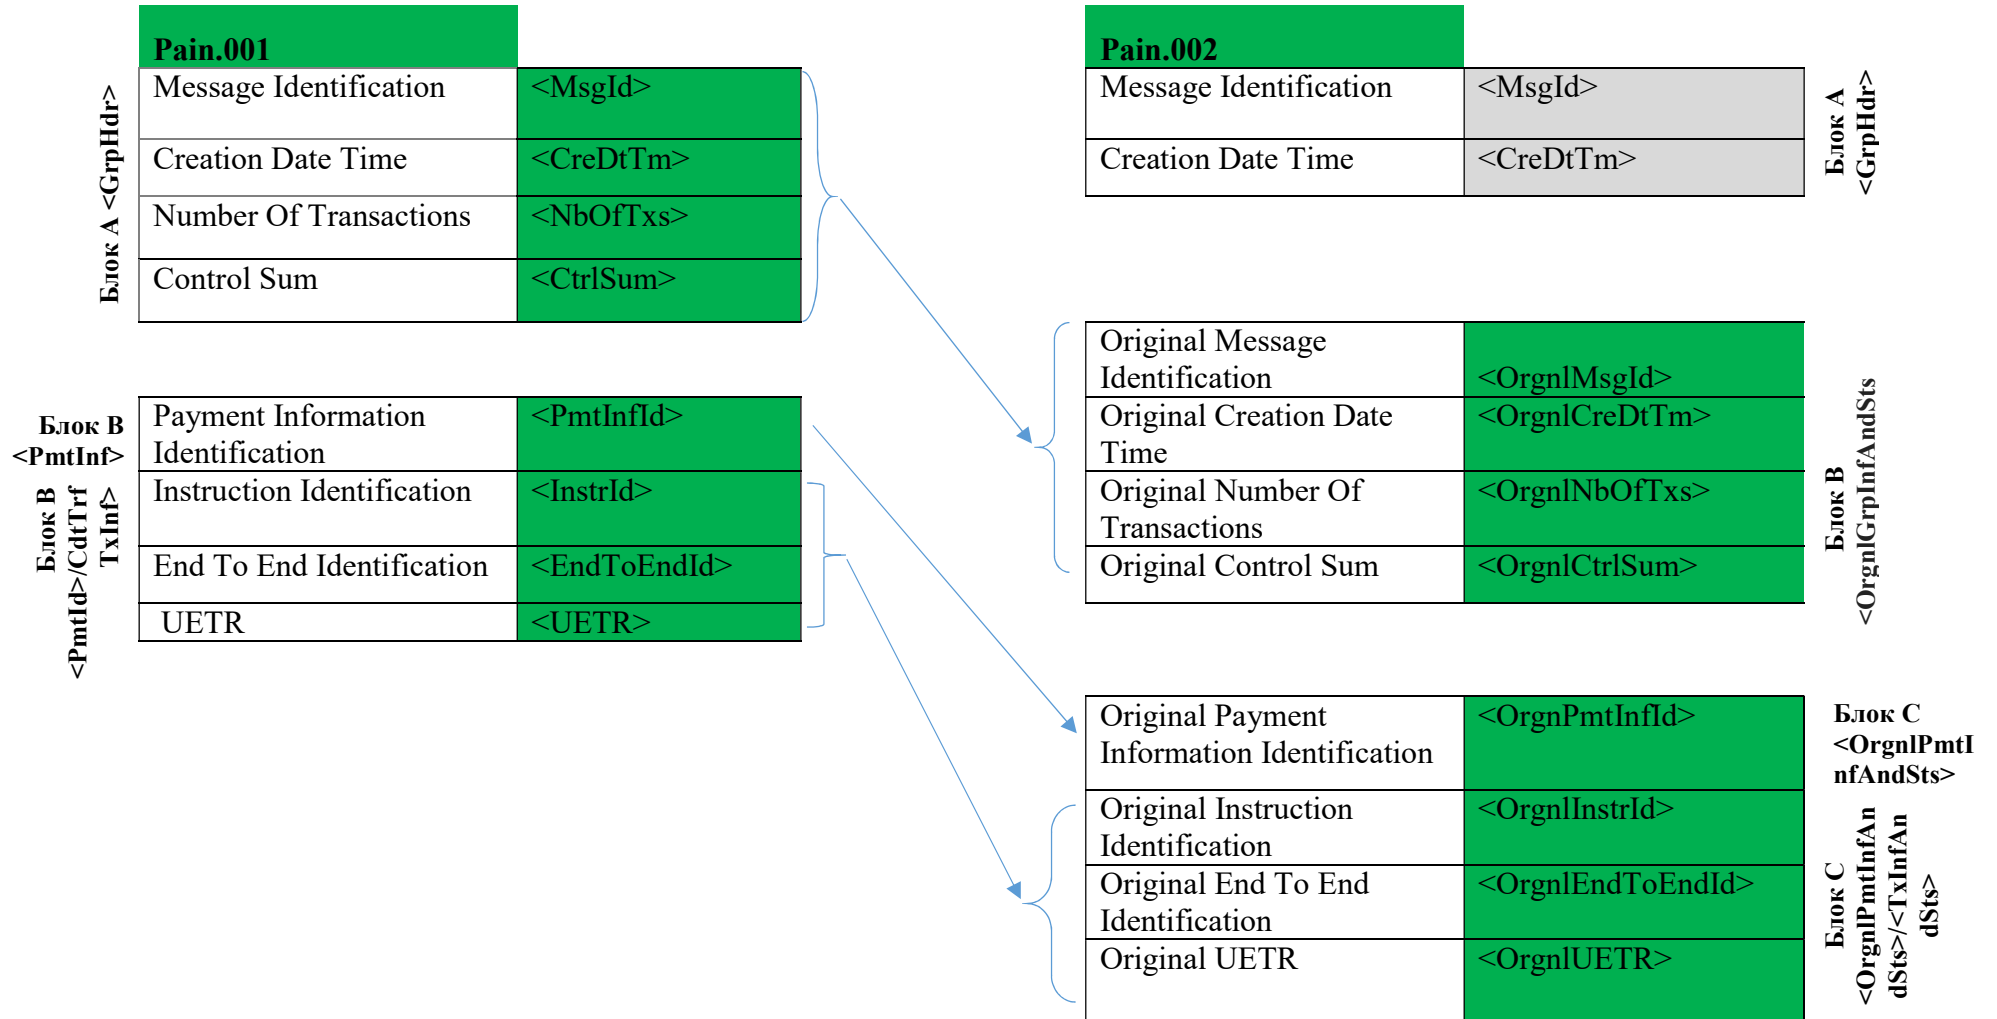 Pain.001
Message Identification <MsgId>
Creation Date Time <CreDtTm>
Number Of Transactions <NbOfTxs>
Control Sum <CtrlSum>
Блок А <GrpHdr>
Payment Information <PmtInfId>
Identification
Блок В
<PmtInf>
Instruction Identification <InstrId>
End To End Identification <EndToEndId>
UETR <UETR>
Блок В
<PmtId>/CdtTrf
TxInf>
Pain.002
Message Identification <MsgId>
Creation Date Time <CreDtTm>
Блок А
<GrpHdr>
Original Message
Identification <OrgnlMsgId>
Original Creation Date <OrgnlCreDtTm>
Time
Original Number Of <OrgnlNbOfTxs>
Transactions
Original Control Sum <OrgnlCtrlSum>
Блок В
<OrgnlGrpInfAndSts
Original Payment <OrgnPmtInfId>
Information Identification
Блок С
<OrgnlPmtI
nfAndSts>
Original Instruction <OrgnlInstrId>
Identification
Original End To End <OrgnlEndToEndId>
Identification
Original UETR <OrgnlUETR>
Блок С
<OrgnlPmtInfAn
dSts>/<TxInfAn
dSts>